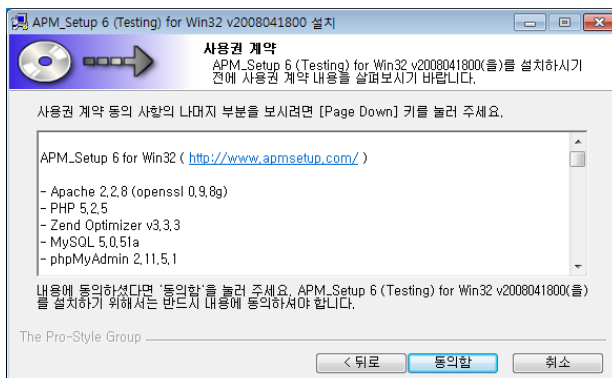 APM_Setup 6 (Testing) for Win32 v2008041800 설치
사용권 계약
APM_Setup 6 (Testing) for Win32 v2008041800(을)를 설치하시기
전에 사용권 계약 내용을 살펴보시기 바랍니다.
사용권 계약 동의 사항의 나머지 부분을 보시려면 [Page Down] 키를 눌러 주세요.
APM_Setup 6 for Win32 ( http://www.apmsetup.com/ )
- Apache 2.2.8 (openssl 0.9.8g)
- PHP 5.2.5
- Zend Optimizer v3.3.3
- MySQL 5.0.51a
- phpMyAdmin 2.11.5.1
내용에 동의하셨다면 '동의함'을 눌러 주세요. APM_Setup 6 (Testing) for Win32 v2008041800(을)
를 설치하기 위해서는 반드시 내용에 동의하셔야 합니다.
The Pro-Style Group
< 뒤로 동의함 취소